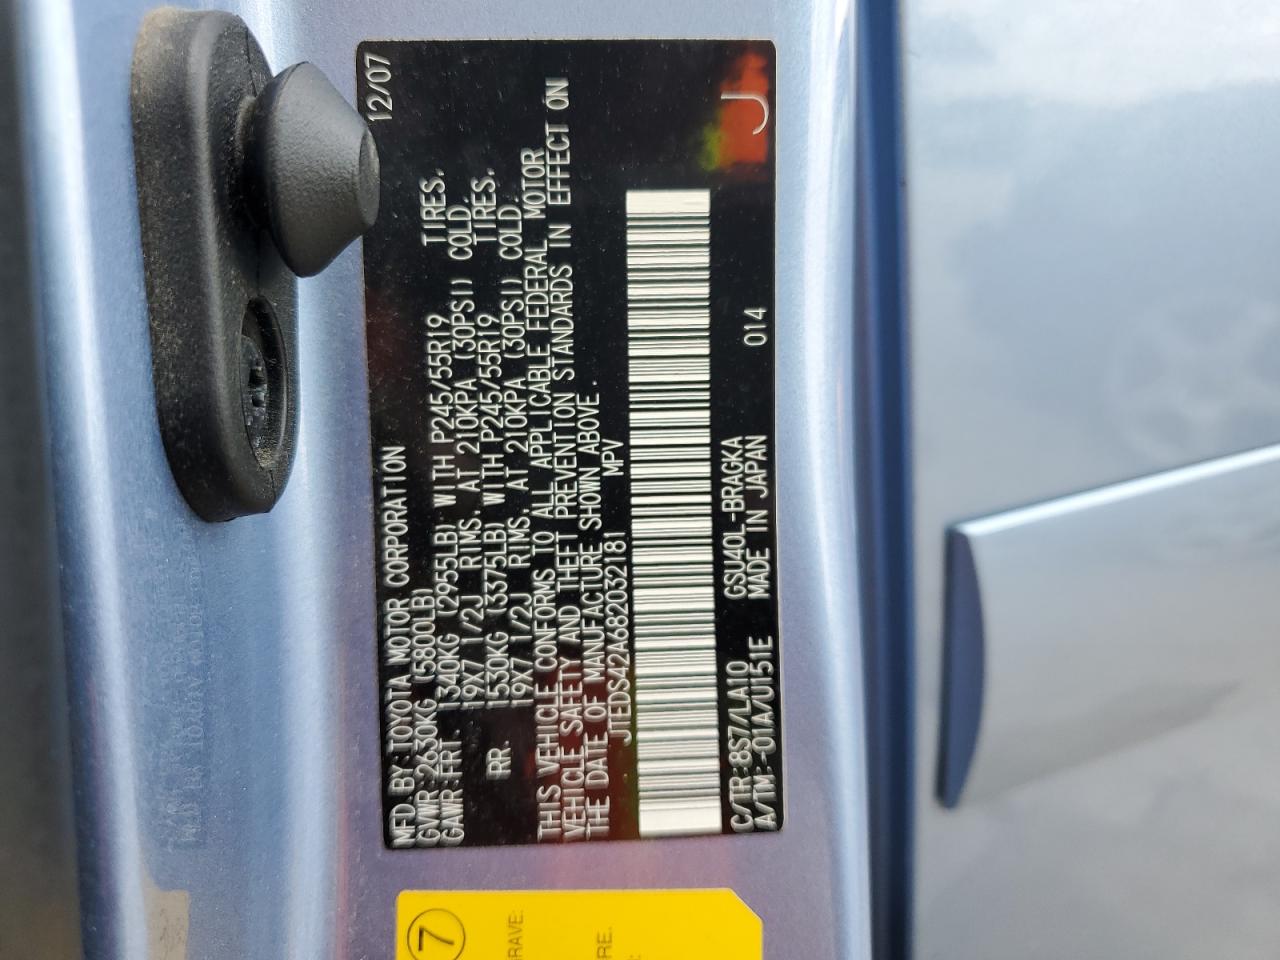 MFD. BY: TOYOTA MOTOR CORPORATION 12/07
GVWR: 2630KG (5800LB)
GAWR: FRT. 1340KG (2955LB) WITH P245/55R19 TIRES,
19X7 1/2J RIMS, AT 210KPA (30PSI) COLD.
RR. 1530KG (3375LB) WITH P245/55R19 TIRES,
19X7 1/2J RIMS, AT 210KPA (30PSI) COLD.
THIS VEHICLE CONFORMS TO ALL APPLICABLE FEDERAL MOTOR
VEHICLE SAFETY AND THEFT PREVENTION STANDARDS IN EFFECT ON
THE DATE OF MANUFACTURE SHOWN ABOVE.
JTEDS42A682032181 MPV
C/TR: 8S7/LA10 GSU40L-BRAGKA
A/TM: -01A/U151E MADE IN JAPAN 014
J
7
RAVE:
RE.